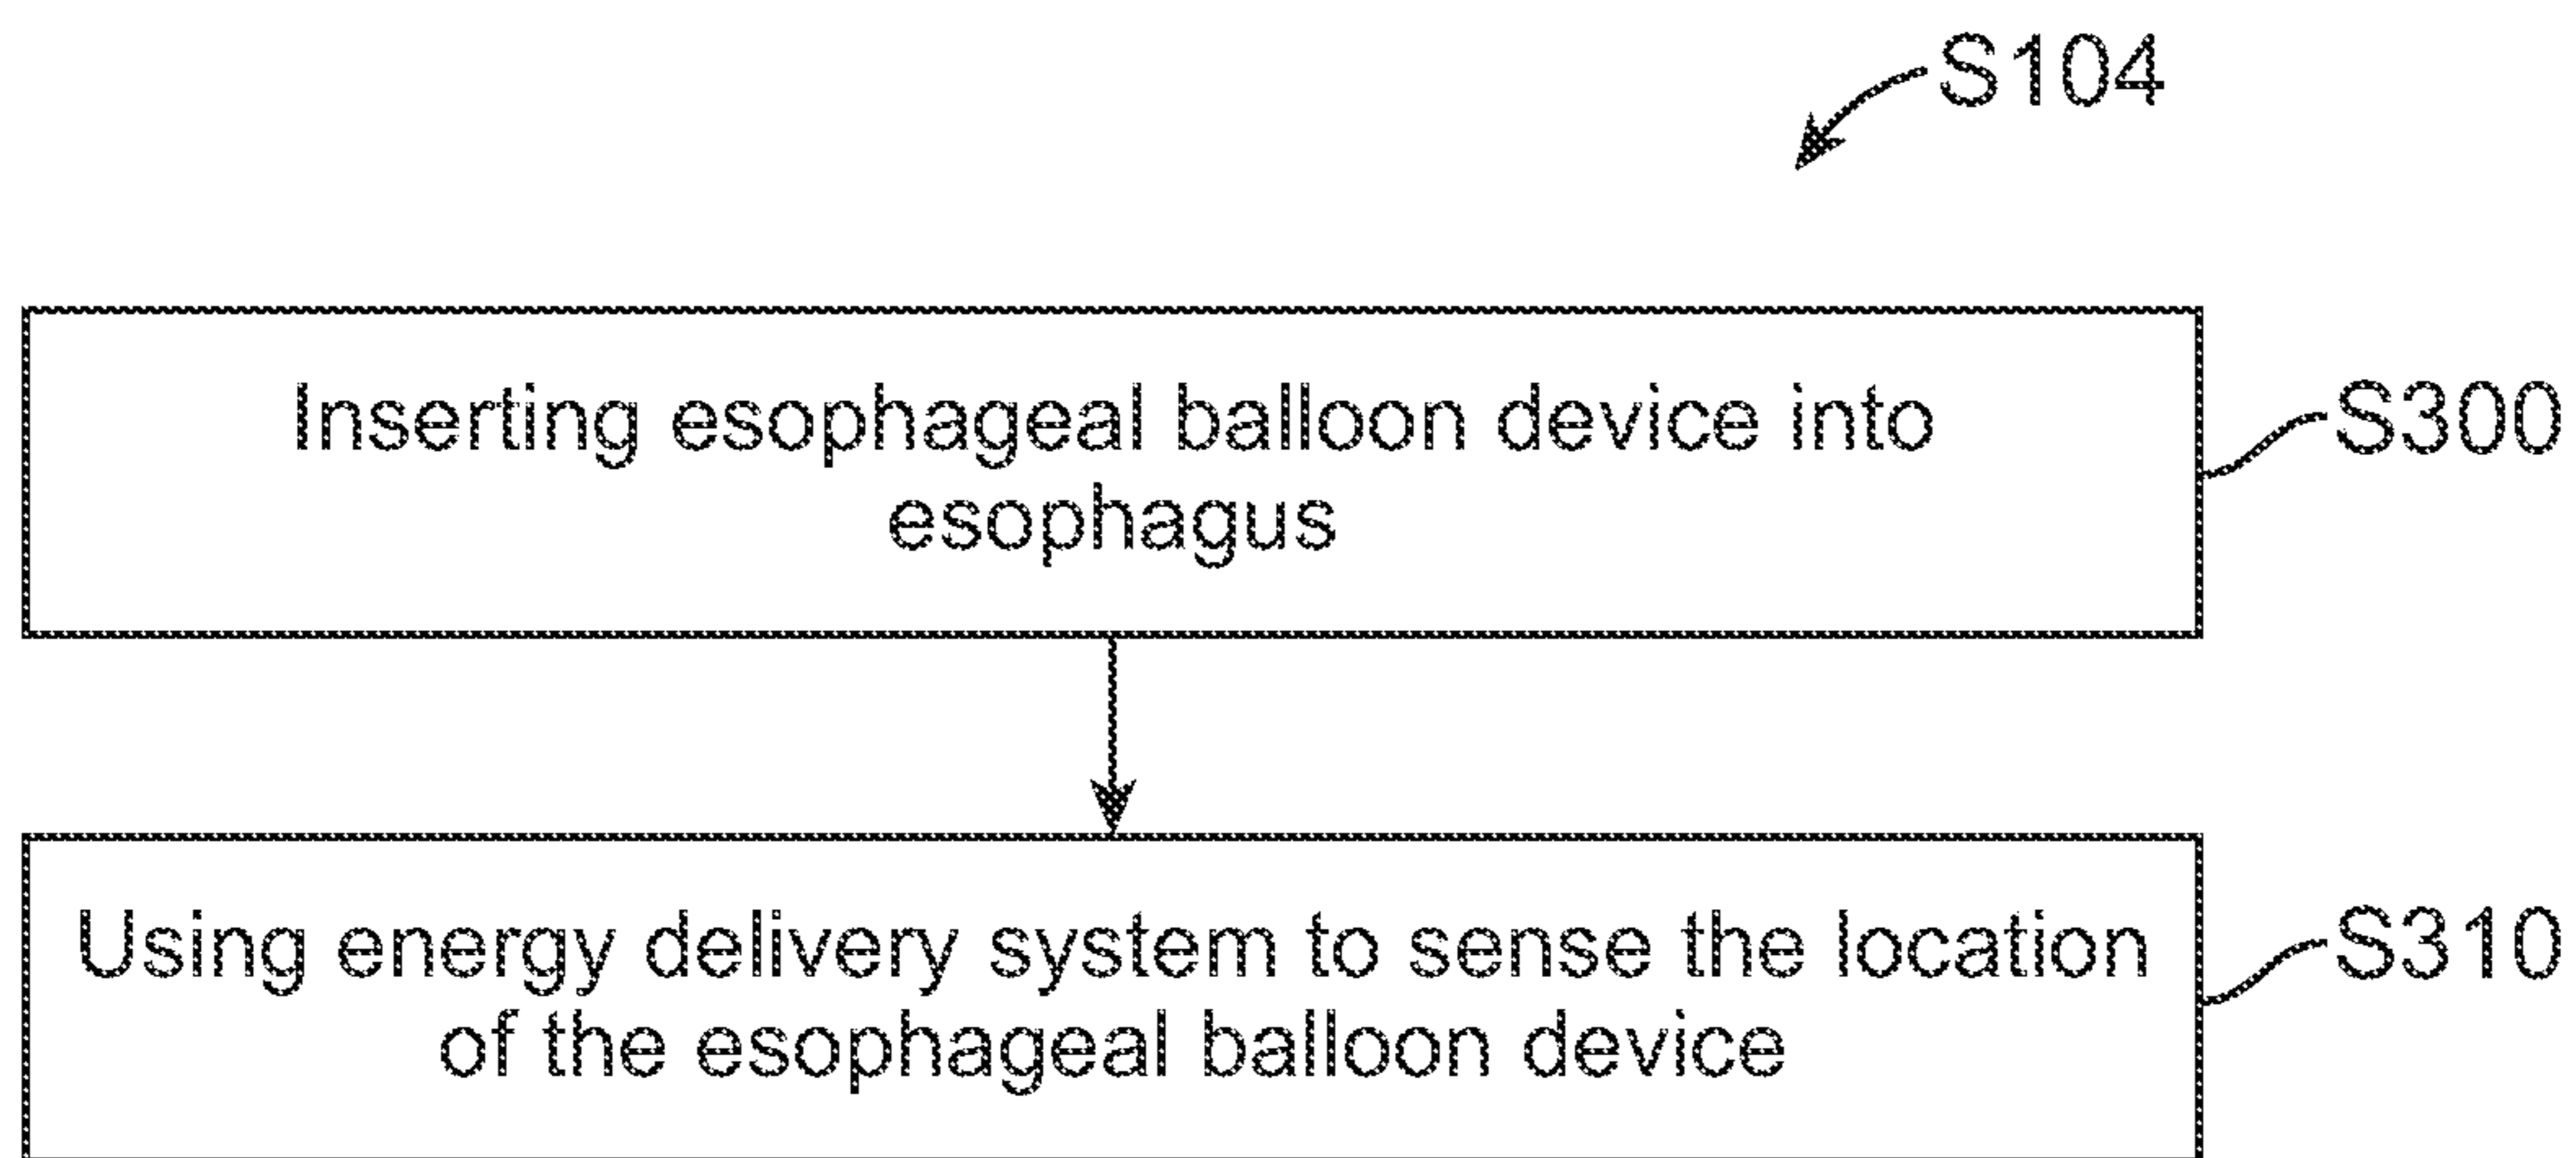 S104
Inserting esophageal balloon device into
esophagus
S300
Using energy delivery system to sense the location
of the esophageal balloon device
S310